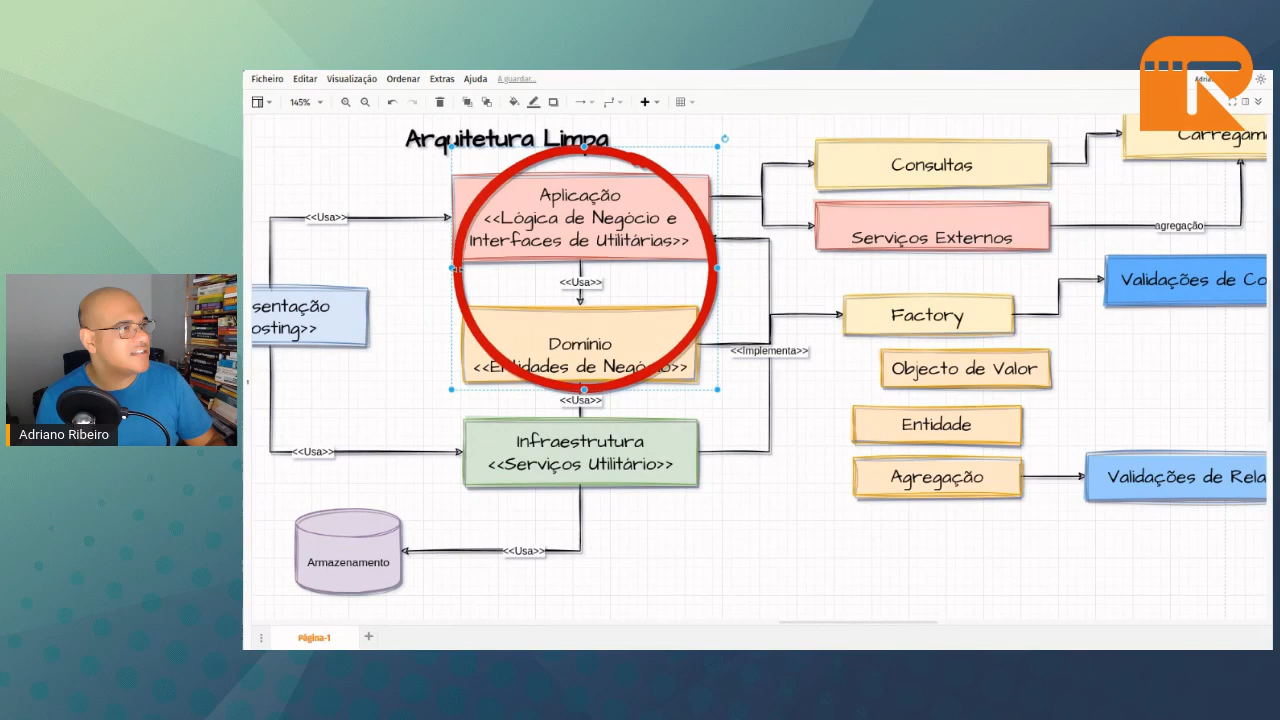 Ficheiro Editar Visualização Ordenar Extras Ajuda A guardar...
145%
Arquitetura Limpa
Aplicação
<<Lógica de Negócio e
Interfaces de Utilitárias>>
<<Usa>>
<<Usa>>
Domínio
<<Entidades de Negócio>>
<<Usa>>
sentação
osting>>
Infraestrutura
<<Serviços Utilitário>>
<<Usa>>
<<Usa>>
Armazenamento
<<Implementa>>
Consultas
Carregam
Serviços Externos
agregação
Validações de Co
Factory
Objecto de Valor
Entidade
Agregação
Validações de Rela
Página-1
Adriano Ribeiro